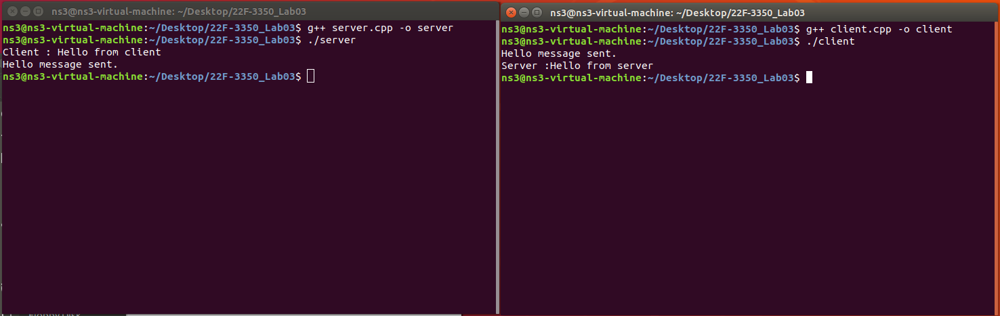 ns3@ns3-virtual-machine: ~/Desktop/22F-3350_Lab03
ns3@ns3-virtual-machine:~/Desktop/22F-3350_Lab03$ g++ server.cpp -o server
ns3@ns3-virtual-machine:~/Desktop/22F-3350_Lab03$ ./server
Client : Hello from client
Hello message sent.
ns3@ns3-virtual-machine:~/Desktop/22F-3350_Lab03$
ns3@ns3-virtual-machine: ~/Desktop/22F-3350_Lab03
ns3@ns3-virtual-machine:~/Desktop/22F-3350_Lab03$ g++ client.cpp -o client
ns3@ns3-virtual-machine:~/Desktop/22F-3350_Lab03$ ./client
Hello message sent.
Server :Hello from server
ns3@ns3-virtual-machine:~/Desktop/22F-3350_Lab03$